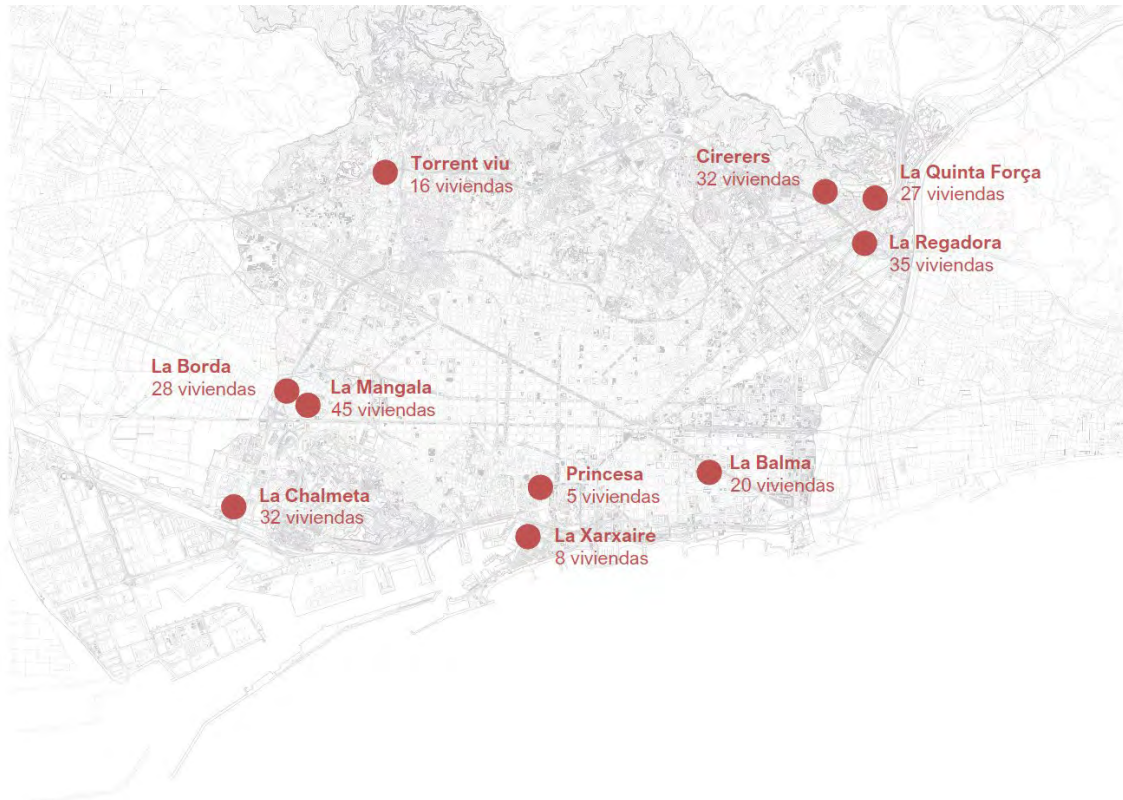 Torrent viu
16 viviendas
Cirerers
32 viviendas
La Quinta Força
27 viviendas
La Regadora
35 viviendas
La Borda
28 viviendas
La Mangala
45 viviendas
La Chalmeta
32 viviendas
Princesa
5 viviendas
La Balma
20 viviendas
La Xarxaire
8 viviendas